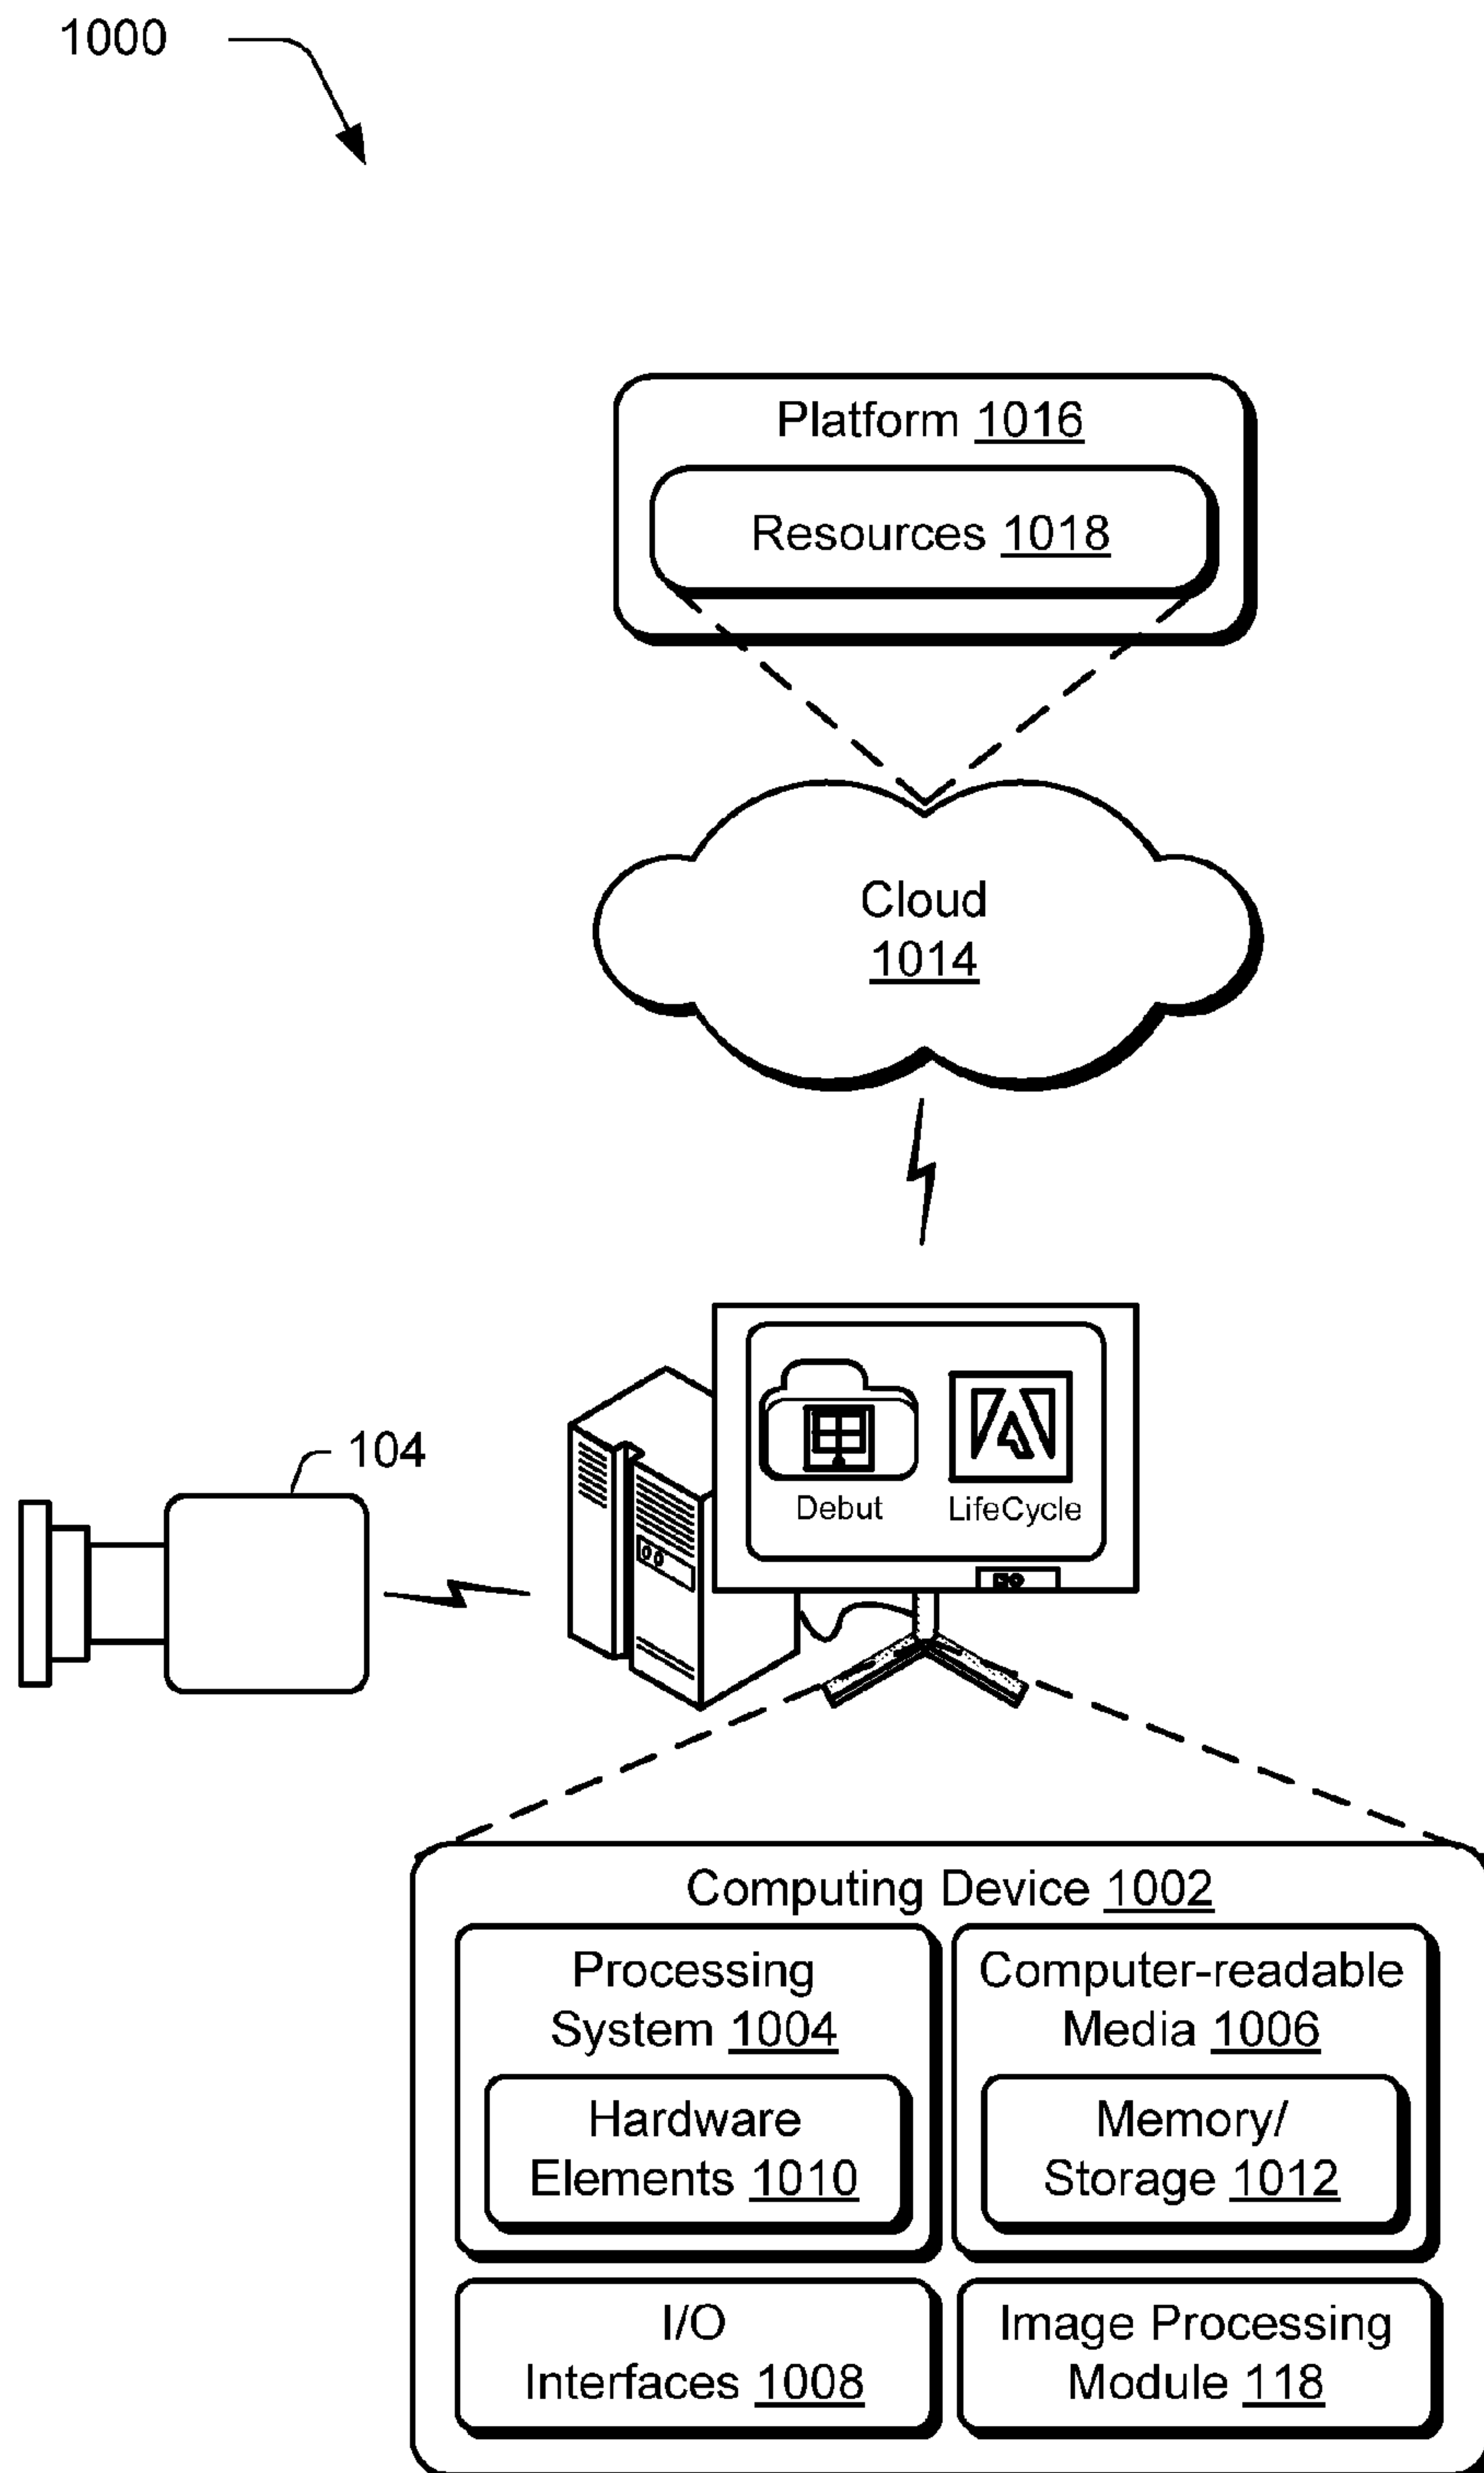 1000
Platform 1016
Resources 1018
Cloud
1014
104
Debut
LifeCycle
Computing Device 1002
Processing
System 1004
Hardware
Elements 1010
Computer-readable
Media 1006
Memory/
Storage 1012
I/O
Interfaces 1008
Image Processing
Module 118